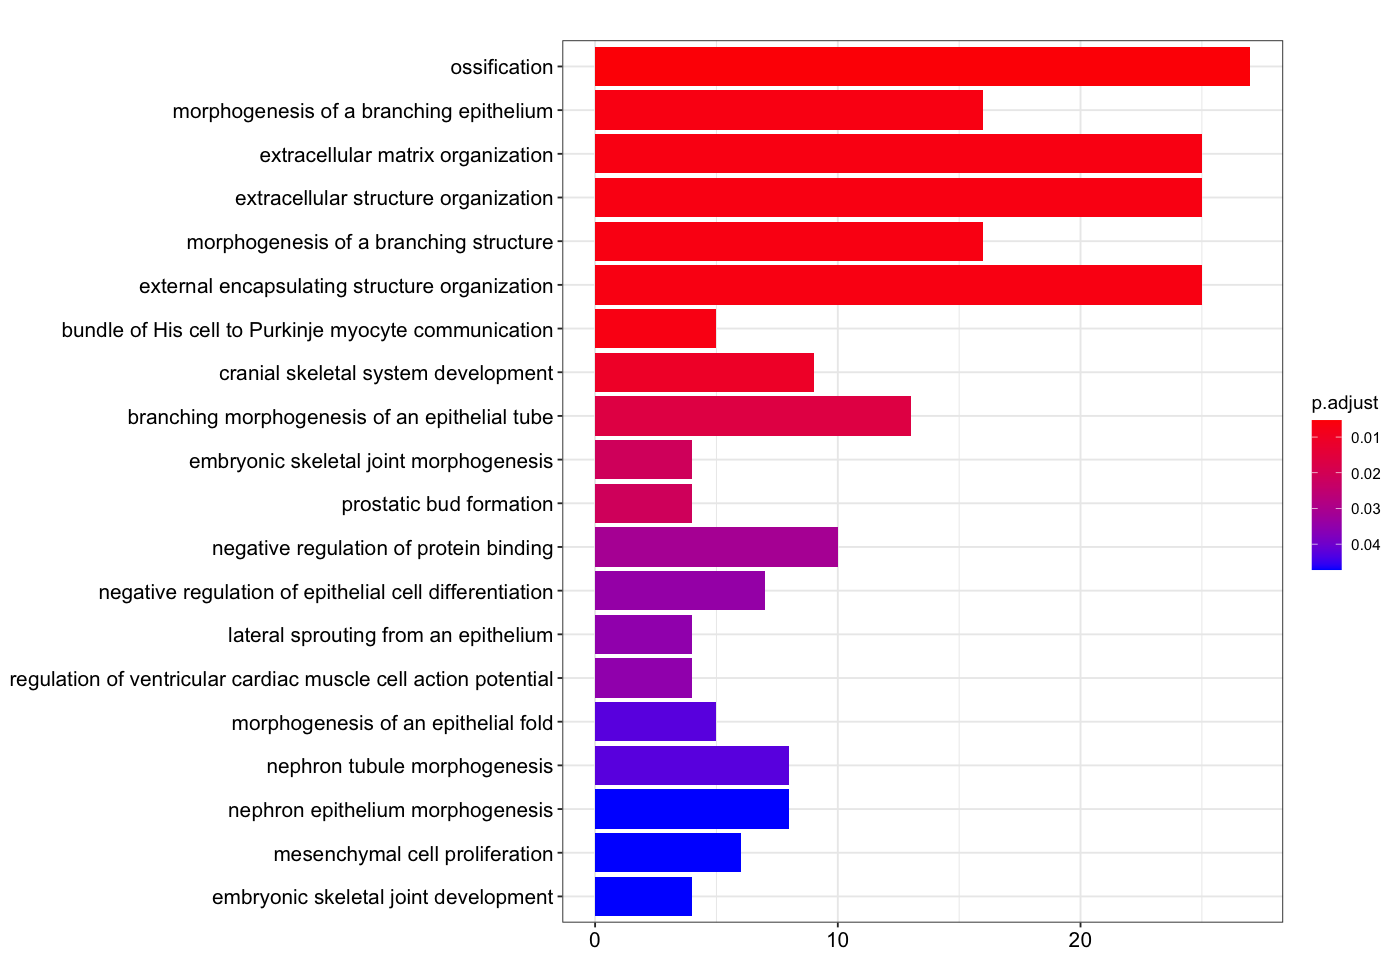 ossification
morphogenesis of a branching epithelium
extracellular matrix organization
extracellular structure organization
morphogenesis of a branching structure
external encapsulating structure organization
bundle of His cell to Purkinje myocyte communication
cranial skeletal system development
branching morphogenesis of an epithelial tube
embryonic skeletal joint morphogenesis
prostatic bud formation
negative regulation of protein binding
negative regulation of epithelial cell differentiation
lateral sprouting from an epithelium
regulation of ventricular cardiac muscle cell action potential
morphogenesis of an epithelial fold
nephron tubule morphogenesis
nephron epithelium morphogenesis
mesenchymal cell proliferation
embryonic skeletal joint development
0 10 20
p.adjust
0.01
0.02
0.03
0.04